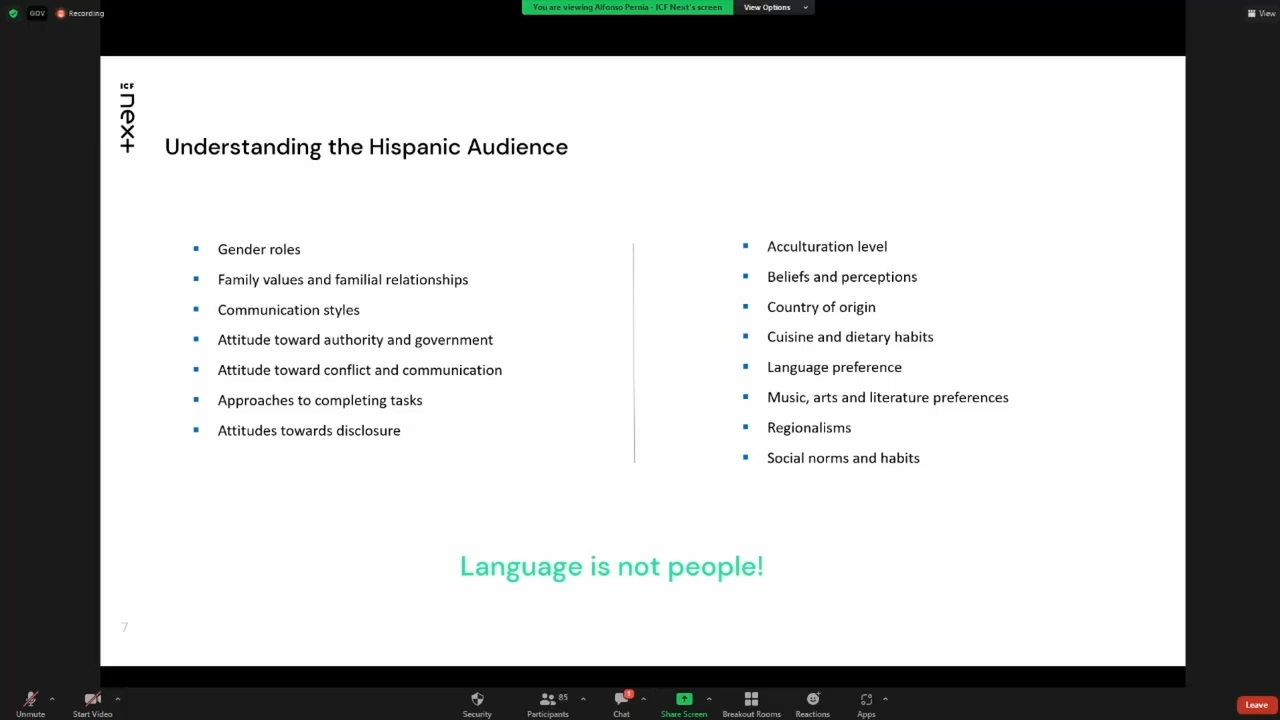 GOV
Recording
You are viewing Alfonso Pernia - ICF Next's screen
View Options
View
ICF
next
Understanding the Hispanic Audience
Gender roles
Family values and familial relationships
Communication styles
Attitude toward authority and government
Attitude toward conflict and communication
Approaches to completing tasks
Attitudes towards disclosure
Acculturation level
Beliefs and perceptions
Country of origin
Cuisine and dietary habits
Language preference
Music, arts and literature preferences
Regionalisms
Social norms and habits
Language is not people!
7
Unmute
Start Video
Security
Participants
85
Chat
1
Share Screen
Breakout Rooms
Reactions
Apps
Leave